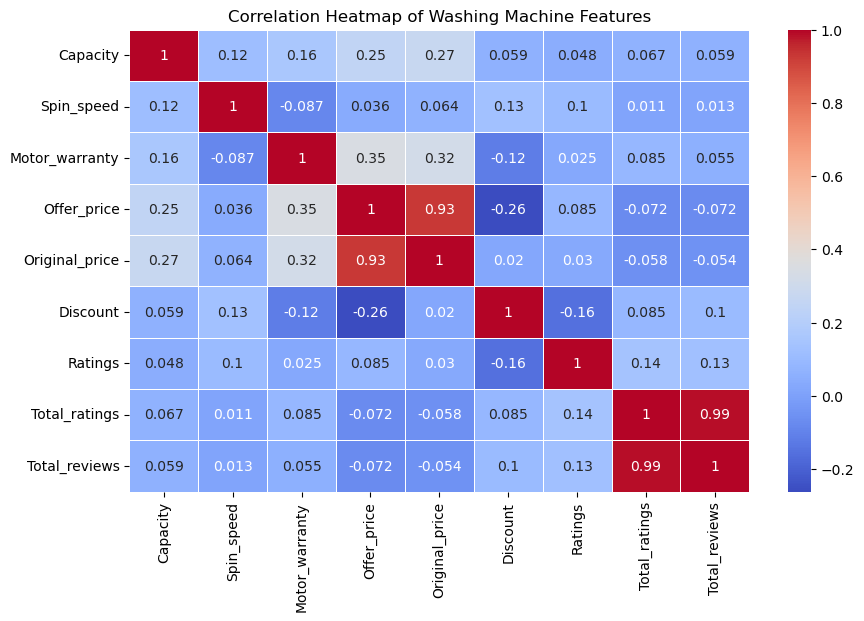 Correlation Heatmap of Washing Machine Features
Capacity 1 0.12 0.16 0.25 0.27 0.059 0.048 0.067 0.059
Spin_speed 0.12 1 -0.087 0.036 0.064 0.13 0.1 0.011 0.013
Motor_warranty 0.16 -0.087 1 0.35 0.32 -0.12 0.025 0.085 0.055
Offer_price 0.25 0.036 0.35 1 0.93 -0.26 0.085 -0.072 -0.072
Original_price 0.27 0.064 0.32 0.93 1 0.02 0.03 -0.058 -0.054
Discount 0.059 0.13 -0.12 -0.26 0.02 1 -0.16 0.085 0.1
Ratings 0.048 0.1 0.025 0.085 0.03 -0.16 1 0.14 0.13
Total_ratings 0.067 0.011 0.085 -0.072 -0.058 0.085 0.14 1 0.99
Total_reviews 0.059 0.013 0.055 -0.072 -0.054 0.1 0.13 0.99 1
Capacity
Spin_speed
Motor_warranty
Offer_price
Original_price
Discount
Ratings
Total_ratings
Total_reviews
1.0
0.8
0.6
0.4
0.2
0.0
−0.2